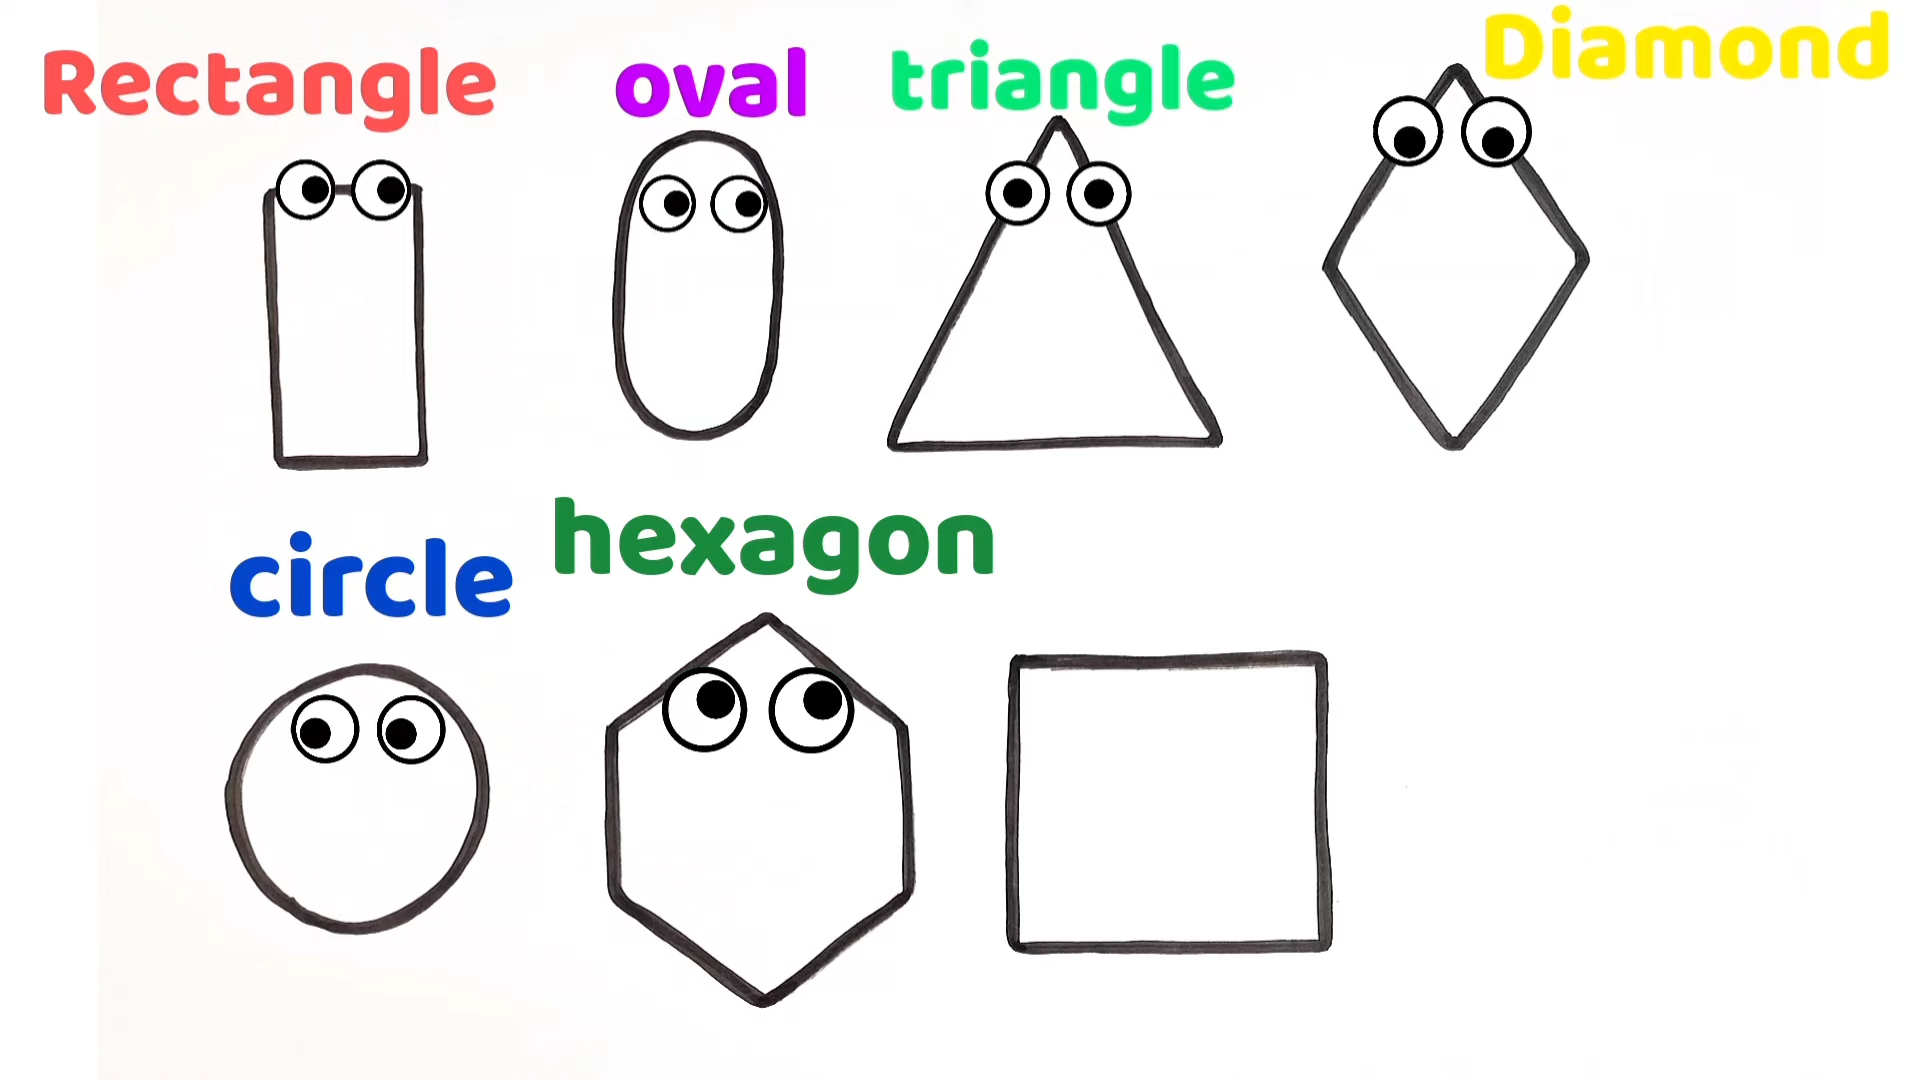 Rectangle
oval
triangle
Diamond
circle
hexagon